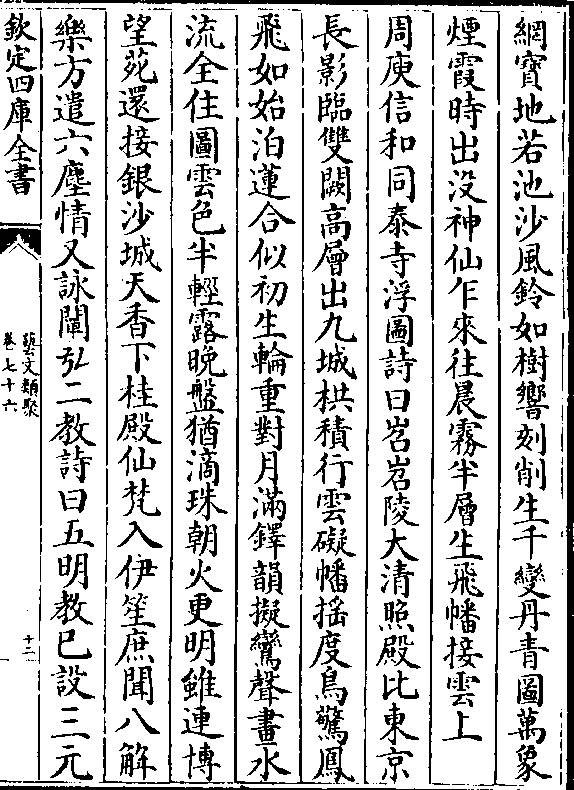 網寶地若池沙風鈴如樹響刻削生千變丹青圖萬象
煙霞時出没神仙乍來往晨霧半層生飛幡接雲上
周庾信和同泰寺浮圖詩曰岧岧陵太清照殿比東京
長影臨雙闕髙層出九城栱積行雲礙幡揺度鳥驚鳳
飛如始泊蓮合似初生輪重對月滿鐸韻擬鸞聲畫水
流全住圖雲色半輕露晚盤猶滴珠朝火更明雖連博
望苑還接銀沙城天香下桂殿仙梵入伊笙庶聞八解
樂方遣六塵情又詠闡弘二教詩曰五明教已設三元
欽定四庫全書
藝文類聚
卷七十六
十二